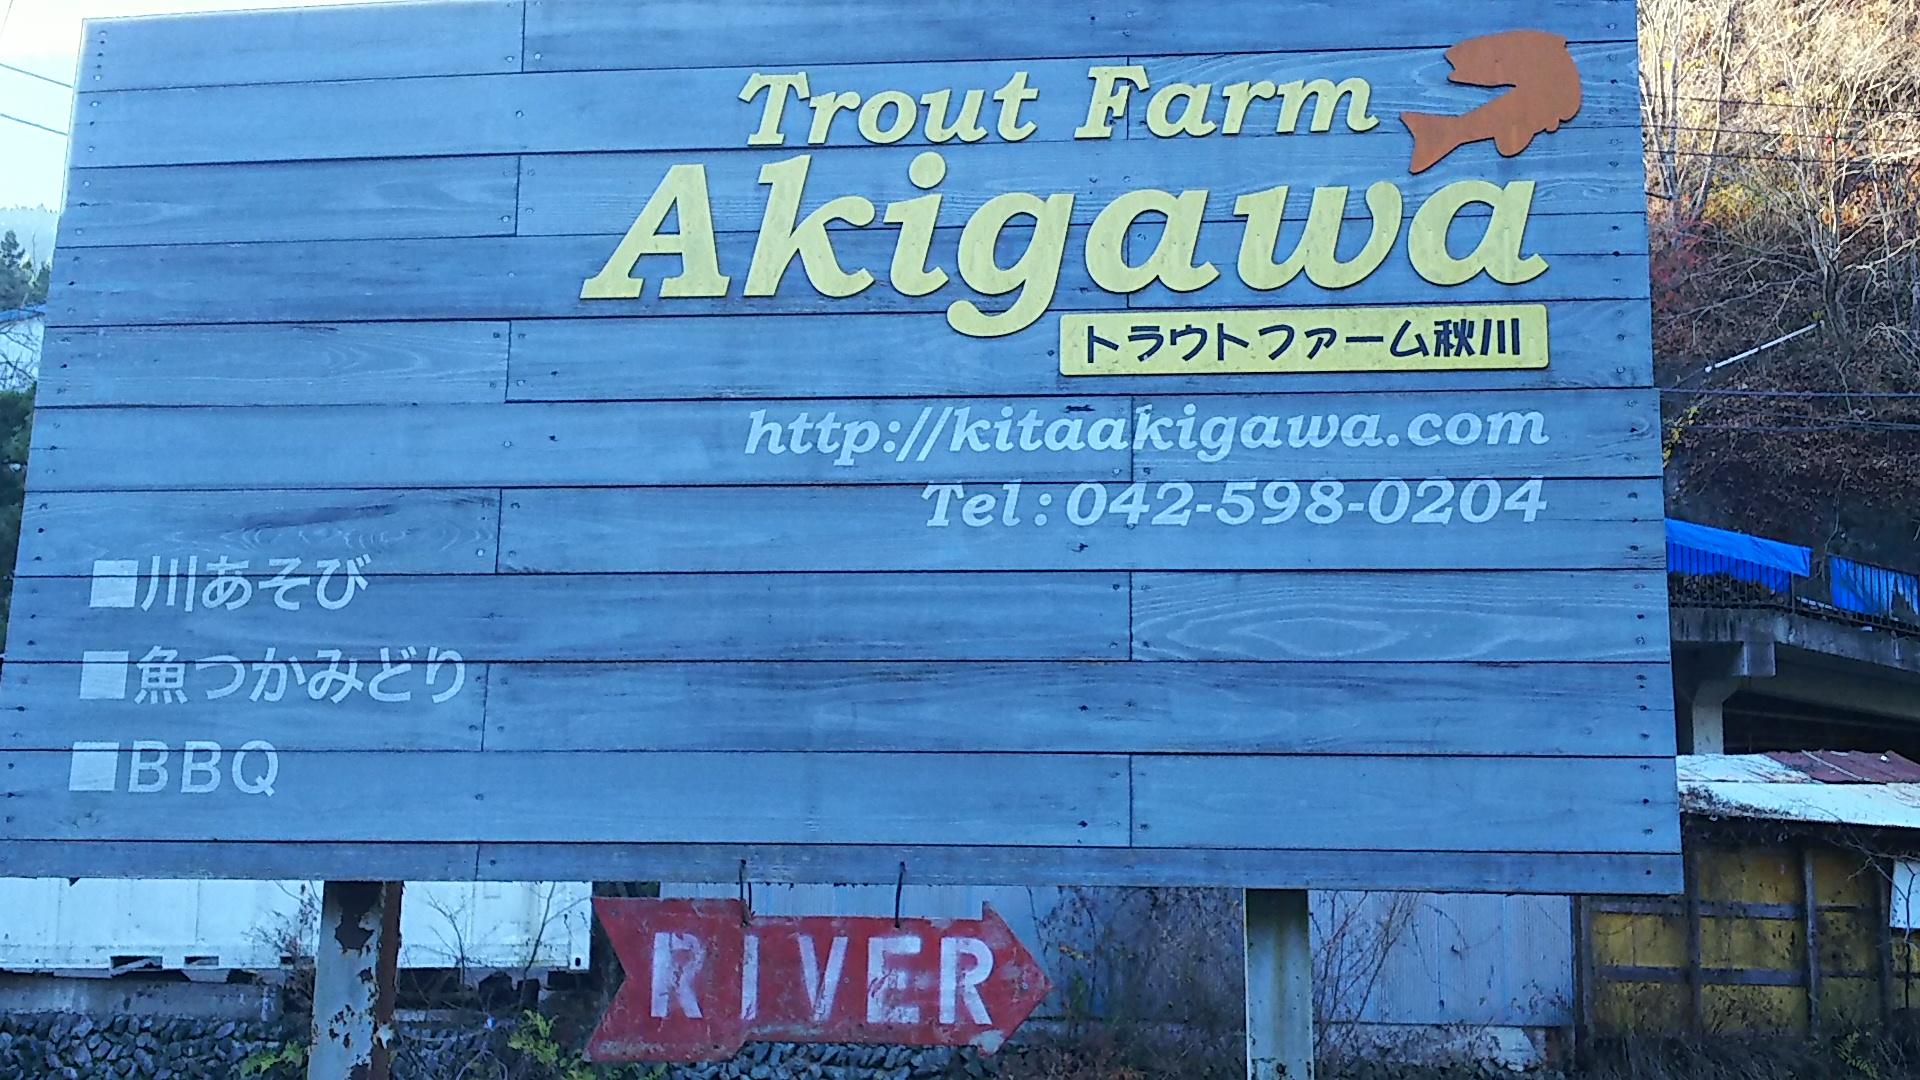 Trout Farm
Akigawa
トラウトファーム秋川
http://kitaakigawa.com
Tel:042-598-0204
■川あそび
■魚つかみどり
■BBQ
RIVER